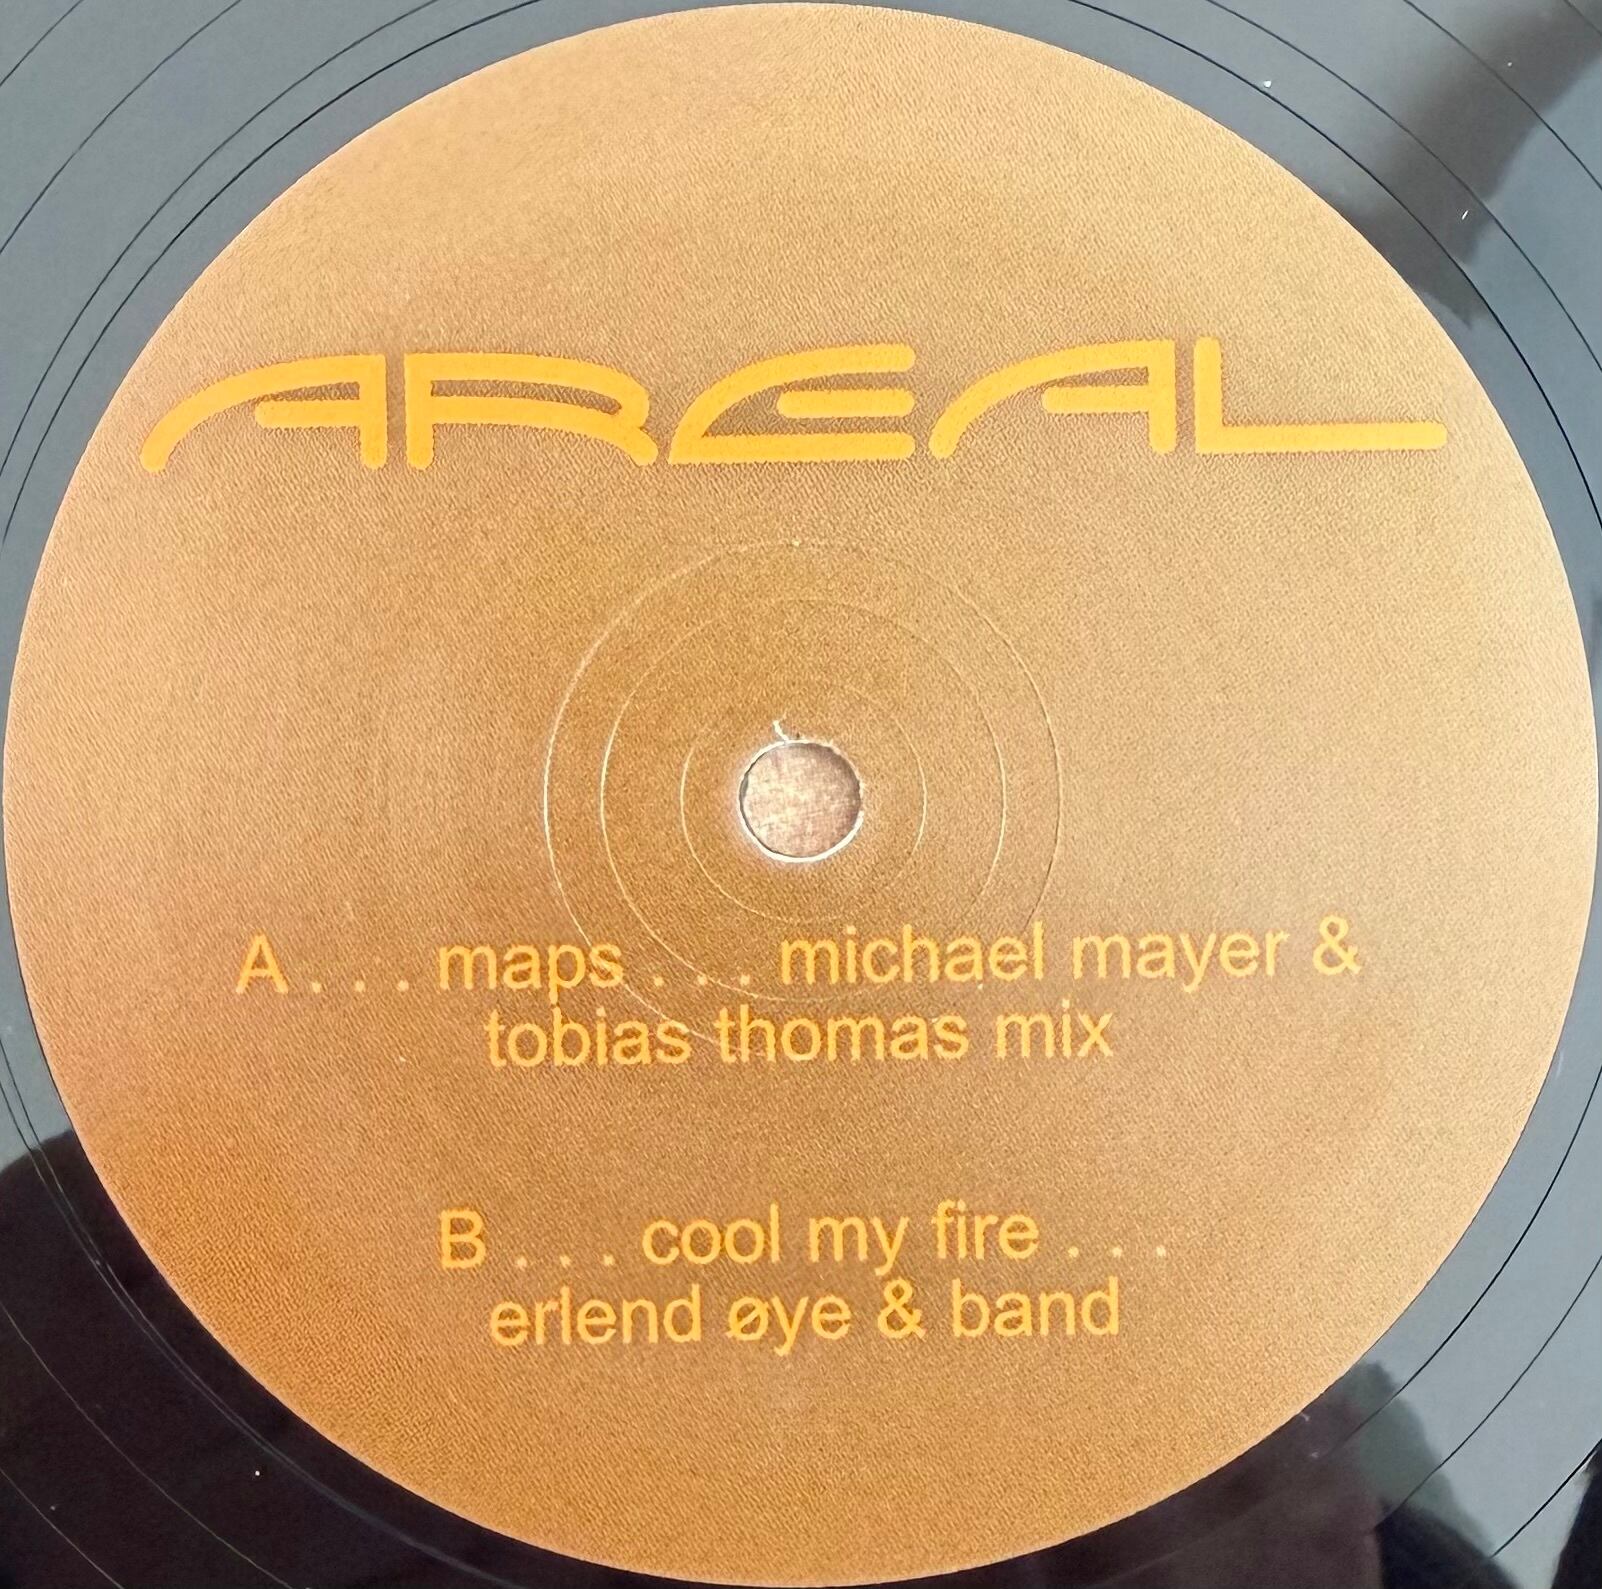 AREAL
A . . . maps . . . michael mayer &
tobias thomas mix
B . . . cool my fire . . .
erlend øye & band